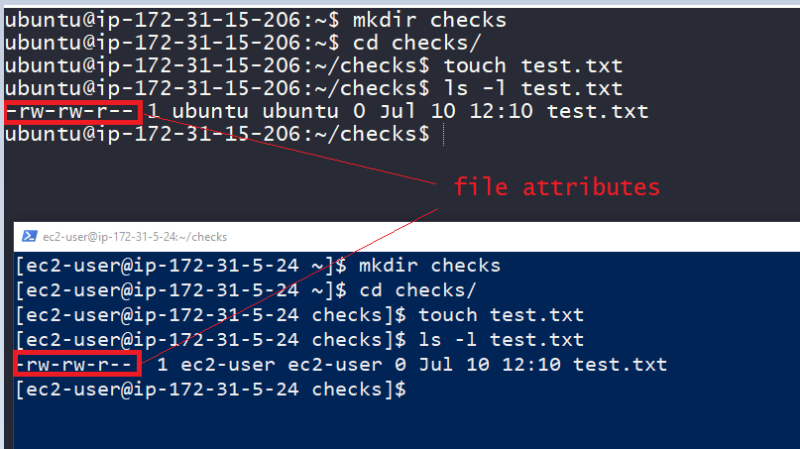 ubuntu@ip-172-31-15-206:~$ mkdir checks
ubuntu@ip-172-31-15-206:~$ cd checks/
ubuntu@ip-172-31-15-206:~/checks$ touch test.txt
ubuntu@ip-172-31-15-206:~/checks$ ls -l test.txt
-rw-rw-r-- 1 ubuntu ubuntu 0 Jul 10 12:10 test.txt
ubuntu@ip-172-31-15-206:~/checks$
file attributes
ec2-user@ip-172-31-5-24:~/checks
[ec2-user@ip-172-31-5-24 ~]$ mkdir checks
[ec2-user@ip-172-31-5-24 ~]$ cd checks/
[ec2-user@ip-172-31-5-24 checks]$ touch test.txt
[ec2-user@ip-172-31-5-24 checks]$ ls -l test.txt
-rw-rw-r-- 1 ec2-user ec2-user 0 Jul 10 12:10 test.txt
[ec2-user@ip-172-31-5-24 checks]$